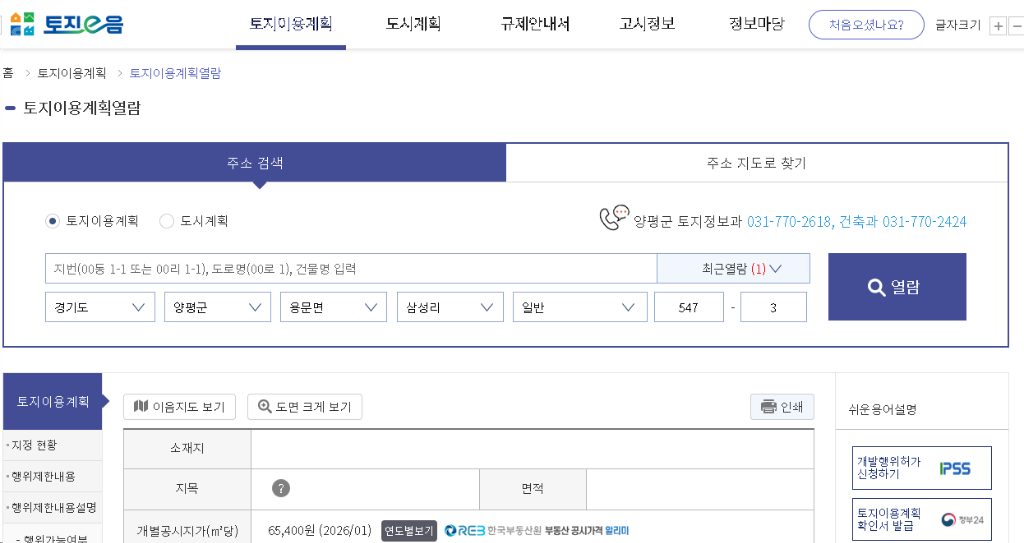 토지e음 토지이용계획 도시계획 규제안내서 고시정보 정보마당 처음오셨나요? 글자크기 + −
홈 > 토지이용계획 > 토지이용계획열람
토지이용계획열람
주소 검색 주소 지도로 찾기
토지이용계획 도시계획 양평군 토지정보과 031-770-2618, 건축과 031-770-2424
지번(00동 1-1 또는 00리 1-1), 도로명(00로 1), 건물명 입력 최근열람 (1)
열람
경기도 양평군 용문면 삼성리 일반 547 - 3
토지이용계획 이음지도 보기 도면 크게 보기 인쇄 쉬운용어설명
· 지정 현황 소재지
· 행위제한내용 지목 ? 면적
· 행위제한내용설명 개별공시지가(㎡당) 65,400원 (2026/01) 연도별보기 REB 한국부동산원 부동산 공시가격 알리미
- 행위가능여부
개발행위허가
신청하기 IPSS
토지이용계획
확인서 발급 정부24